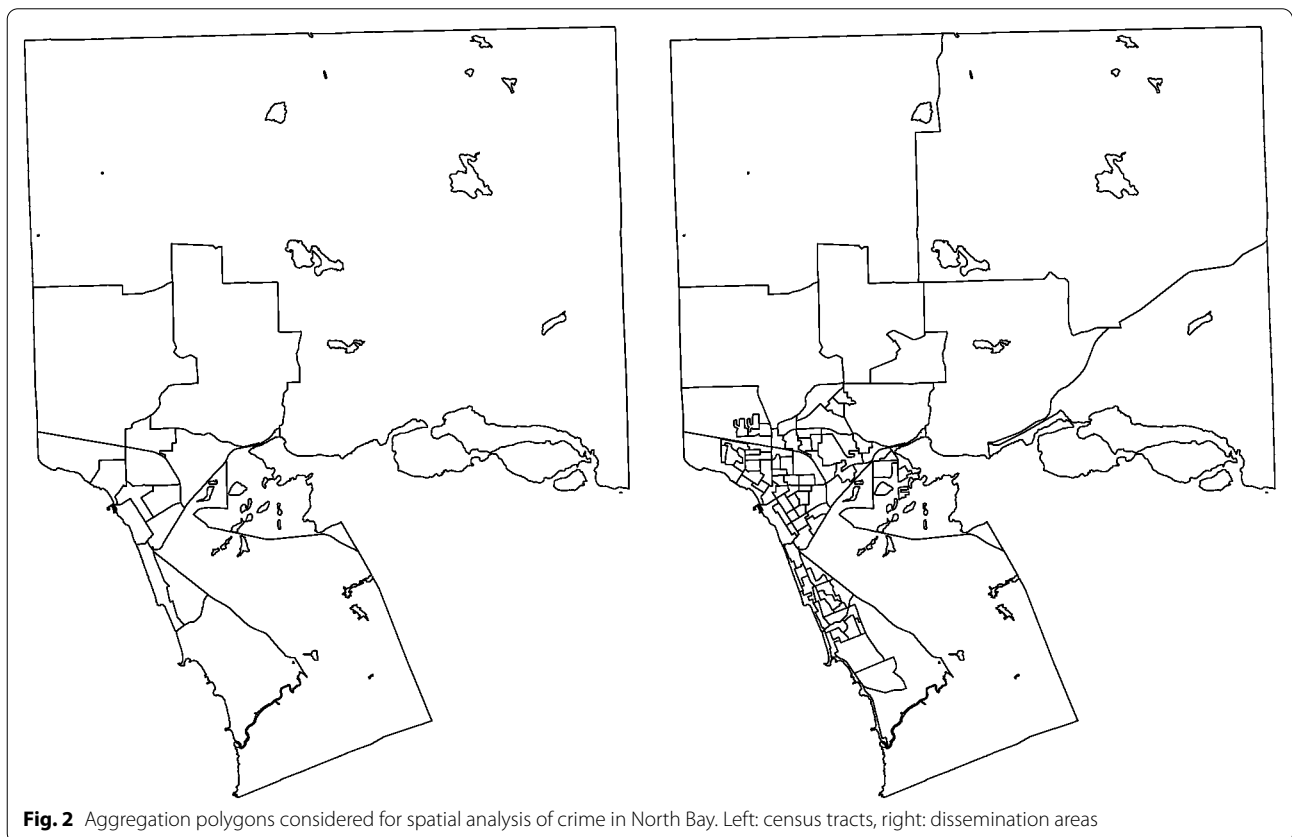 Fig. 2 Aggregation polygons considered for spatial analysis of crime in North Bay. Left: census tracts, right: dissemination areas